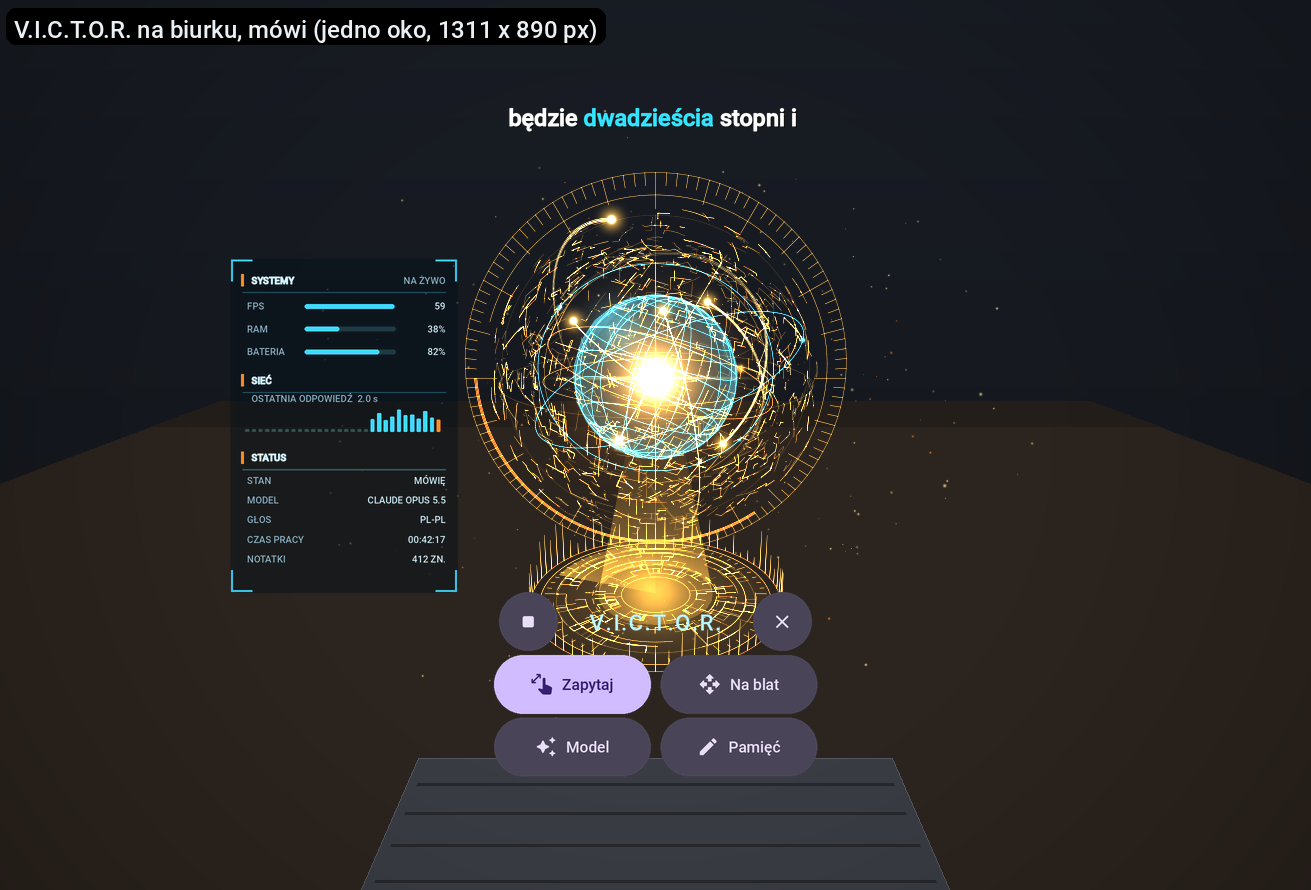 V.I.C.T.O.R. na biurku, mówi (jedno oko, 1311 x 890 px)
będzie dwadzieścia stopni i
SYSTEMY NA ŻYWO
FPS 59
RAM 38%
BATERIA 82%
SIEĆ
OSTATNIA ODPOWIEDŹ 2.0 s
STATUS
STAN MÓWIĘ
MODEL CLAUDE OPUS 5.5
GŁOS PL-PL
CZAS PRACY 00:42:17
NOTATKI 412 ZN.
V.I.C.T.O.R.
Zapytaj Na blat
Model Pamięć